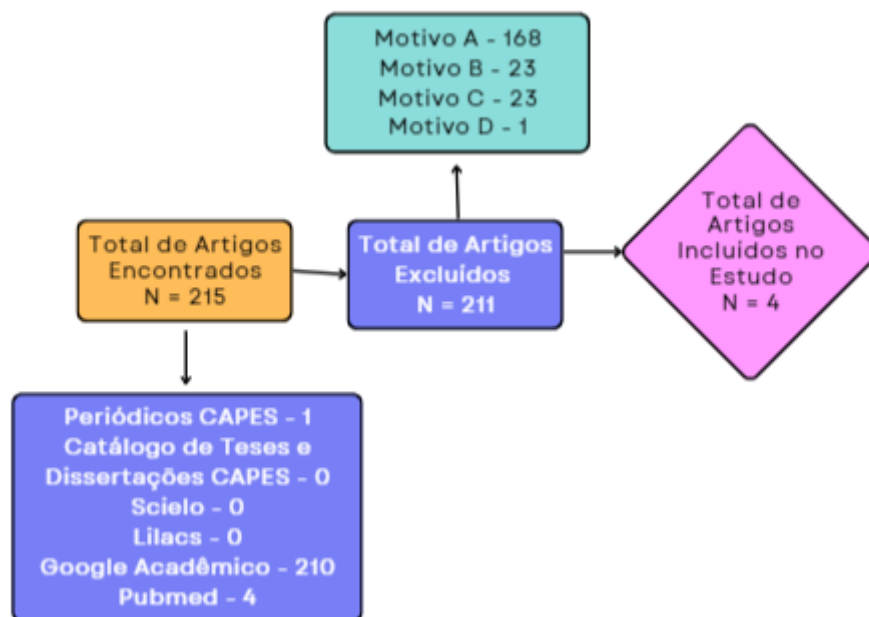 Motivo A - 168
Motivo B - 23
Motivo C - 23
Motivo D - 1
Total de Artigos
Encontrados
N = 215
Total de Artigos
Excluídos
N = 211
Total de
Artigos
Incluídos no
Estudo
N = 4
Periódicos CAPES - 1
Catálogo de Teses e
Dissertações CAPES - 0
Scielo - 0
Lilacs - 0
Google Acadêmico - 210
Pubmed - 4